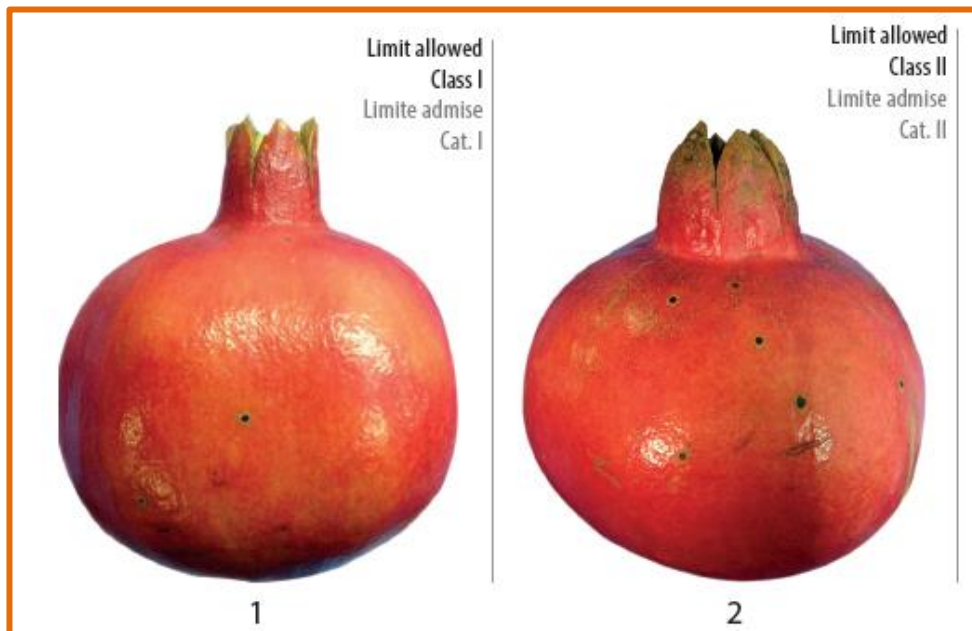 Limit allowed
Class I
Limite admise
Cat. I
Limit allowed
Class II
Limite admise
Cat. II
1
2